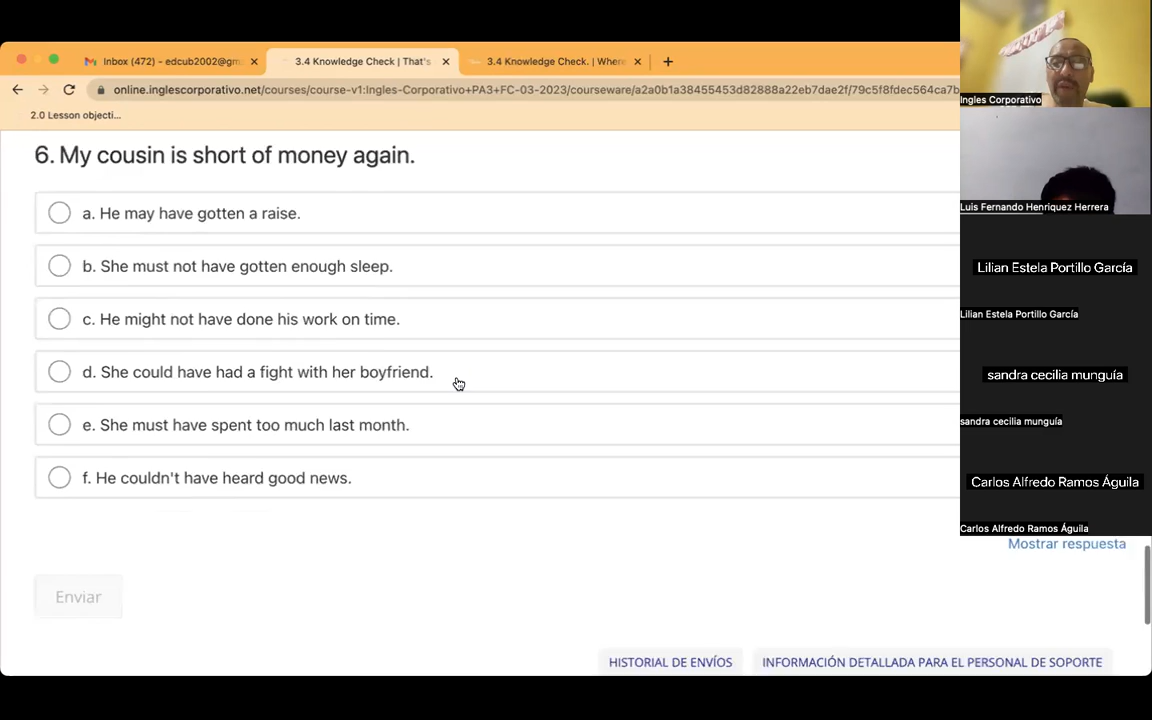 Inbox (472) - edcub2002@gm
3.4 Knowledge Check | That's
3.4 Knowledge Check. | Where
online.inglescorporativo.net/courses/course-v1:Ingles-Corporativo+PA3+FC-03-2023/courseware/a2a0b1a38455453d82888a22eb7dae2f/79c5f8fdec564ca7b
2.0 Lesson objecti...
6. My cousin is short of money again.
a. He may have gotten a raise.
b. She must not have gotten enough sleep.
c. He might not have done his work on time.
d. She could have had a fight with her boyfriend.
e. She must have spent too much last month.
f. He couldn't have heard good news.
Mostrar respuesta
Enviar
HISTORIAL DE ENVÍOS
INFORMACIÓN DETALLADA PARA EL PERSONAL DE SOPORTE
Ingles Corporativo
Luis Fernando Henriquez Herrera
Lilian Estela Portillo García
Lilian Estela Portillo García
sandra cecilia munguía
sandra cecilia munguía
Carlos Alfredo Ramos Águila
Carlos Alfredo Ramos Águila